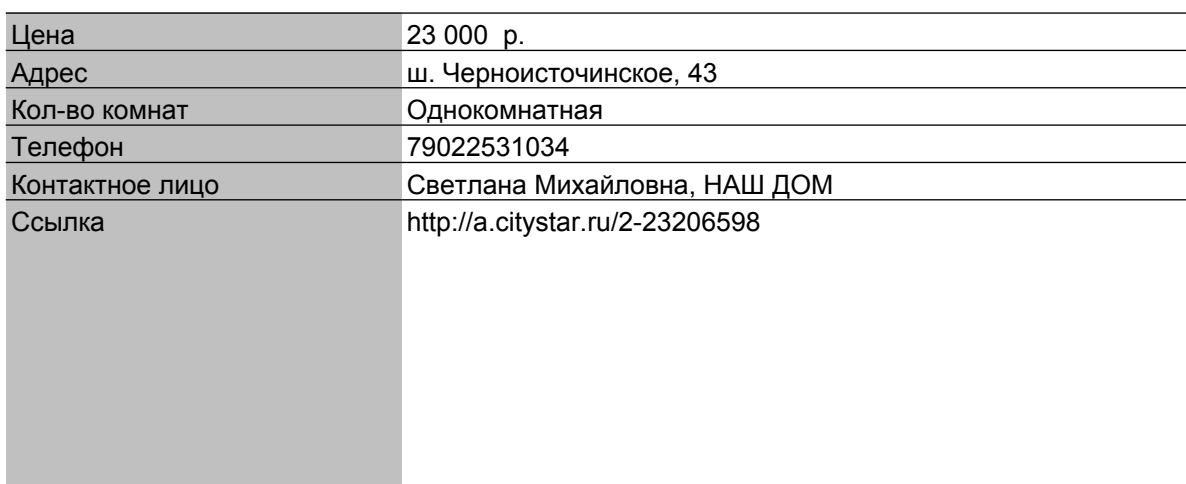 Цена 23 000 р.
Адрес ш. Черноисточинское, 43
Кол-во комнат Однокомнатная
Телефон 79022531034
Контактное лицо Светлана Михайловна, НАШ ДОМ
Ссылка http://a.citystar.ru/2-23206598